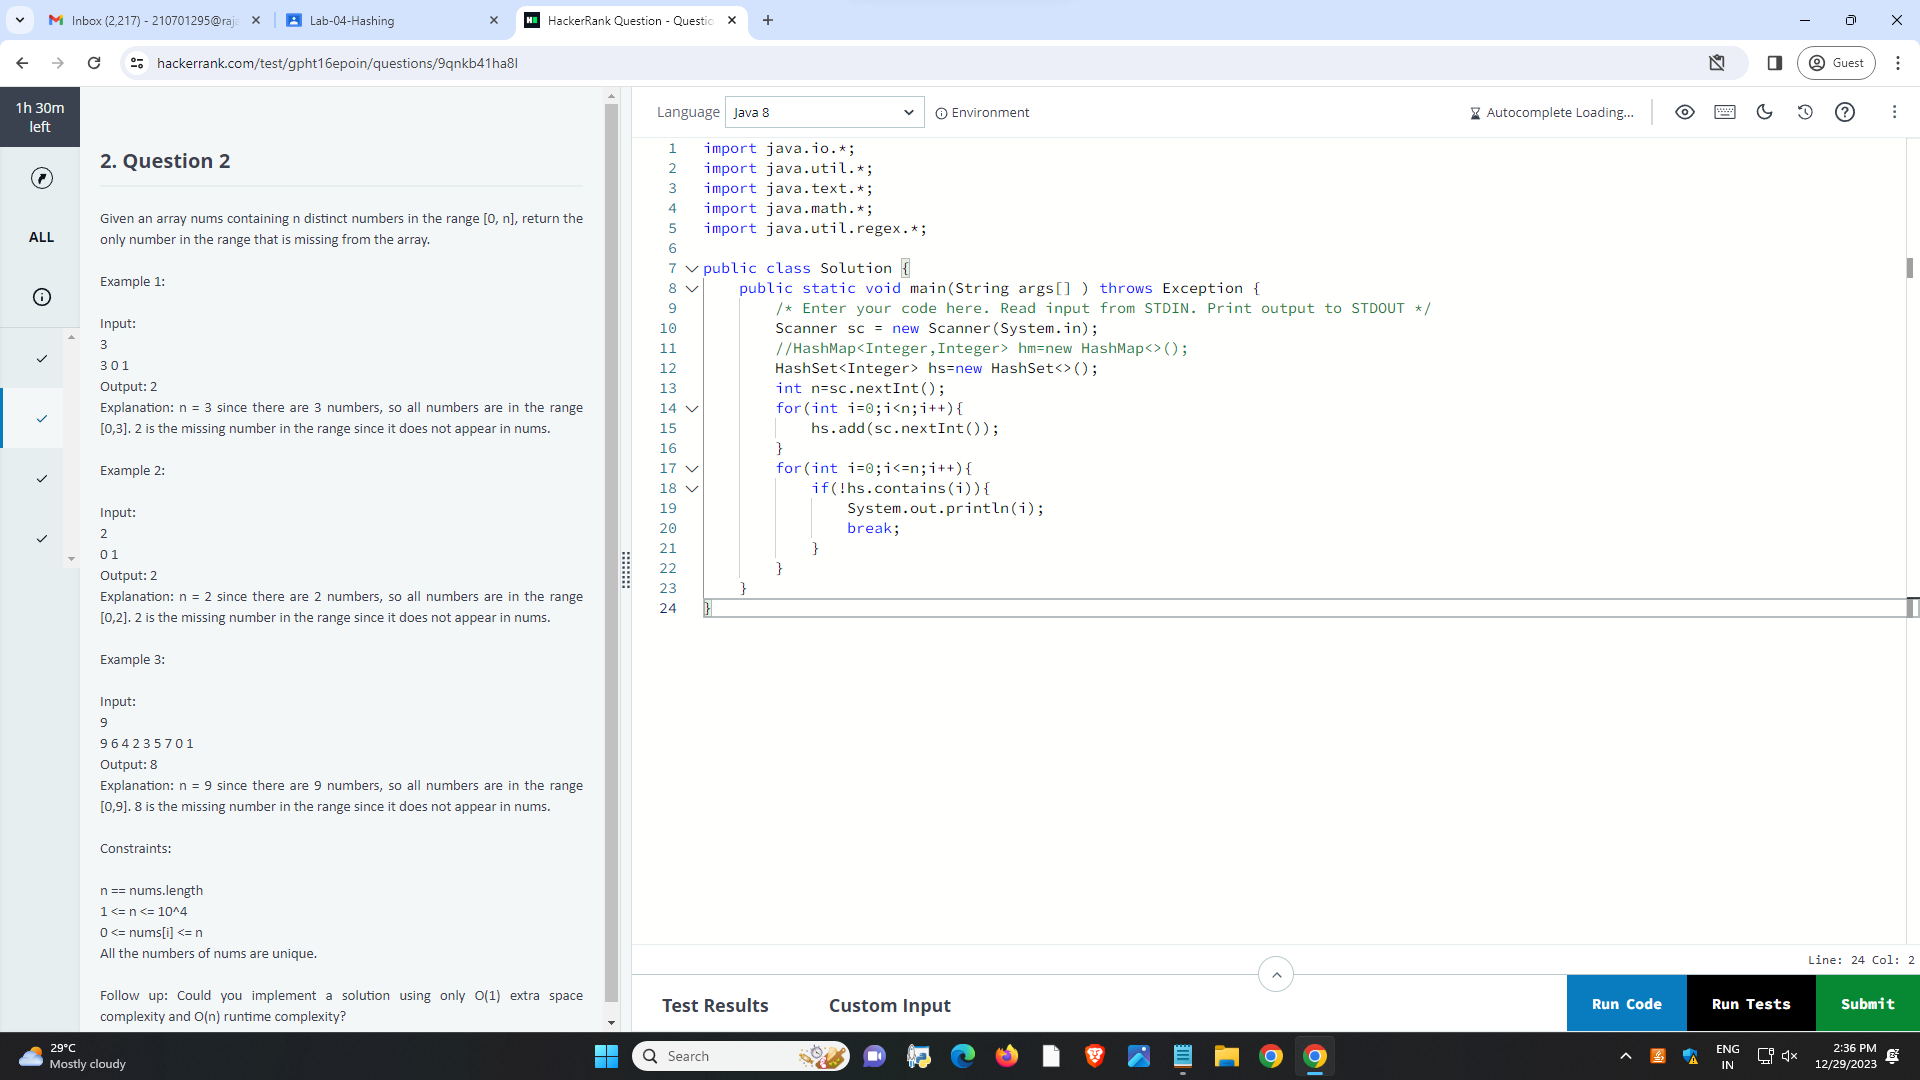 Inbox (2,217) - 210701295@raja
Lab-04-Hashing
HackerRank Question - Questio
hackerrank.com/test/gpht16epoin/questions/9qnkb41ha8l
Guest
1h 30m
left
ALL
2. Question 2
Given an array nums containing n distinct numbers in the range [0, n], return the
only number in the range that is missing from the array.
Example 1:
Input:
3
3 0 1
Output: 2
Explanation: n = 3 since there are 3 numbers, so all numbers are in the range
[0,3]. 2 is the missing number in the range since it does not appear in nums.
Example 2:
Input:
2
0 1
Output: 2
Explanation: n = 2 since there are 2 numbers, so all numbers are in the range
[0,2]. 2 is the missing number in the range since it does not appear in nums.
Example 3:
Input:
9
9 6 4 2 3 5 7 0 1
Output: 8
Explanation: n = 9 since there are 9 numbers, so all numbers are in the range
[0,9]. 8 is the missing number in the range since it does not appear in nums.
Constraints:
n == nums.length
1 <= n <= 10^4
0 <= nums[i] <= n
All the numbers of nums are unique.
Follow up: Could you implement a solution using only O(1) extra space
complexity and O(n) runtime complexity?
Language Java 8 Environment Autocomplete Loading...
1 import java.io.*;
2 import java.util.*;
3 import java.text.*;
4 import java.math.*;
5 import java.util.regex.*;
6
7 public class Solution {
8 public static void main(String args[] ) throws Exception {
9 /* Enter your code here. Read input from STDIN. Print output to STDOUT */
10 Scanner sc = new Scanner(System.in);
11 //HashMap<Integer,Integer> hm=new HashMap<>();
12 HashSet<Integer> hs=new HashSet<>();
13 int n=sc.nextInt();
14 for(int i=0;i<n;i++){
15 hs.add(sc.nextInt());
16 }
17 for(int i=0;i<=n;i++){
18 if(!hs.contains(i)){
19 System.out.println(i);
20 break;
21 }
22 }
23 }
24 }
Line: 24 Col: 2
Test Results Custom Input Run Code Run Tests Submit
29°C
Mostly cloudy
Search
ENG
IN
2:36 PM
12/29/2023